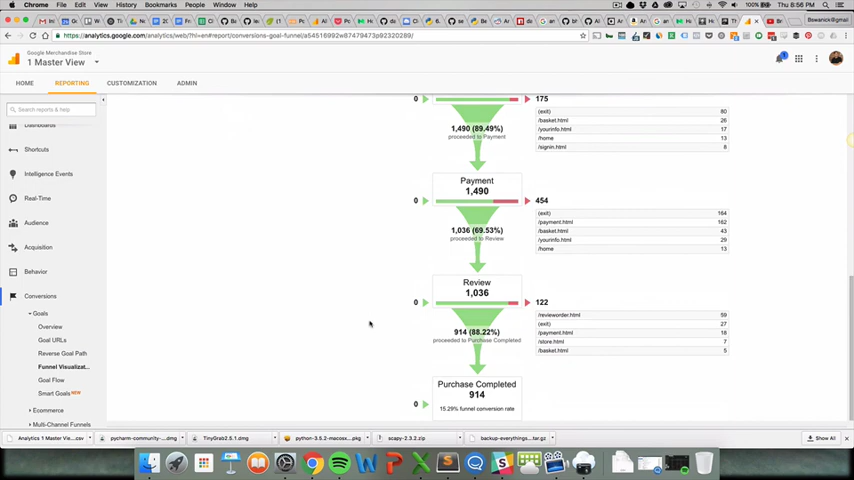 Chrome File Edit View History Bookmarks People Window Help
100% Thu 8:56 PM
Bowarick@gmail
https://analytics.google.com/analytics/web/?hl=en#report/conversions-goal-funnel/
Google Merchandise Store
1 Master View
HOME REPORTING CUSTOMIZATION ADMIN
Search reports & help
Dashboards
Shortcuts
Intelligence Events
Real-Time
Audience
Acquisition
Behavior
Conversions
Goals
Overview
Goal URLs
Reverse Goal Path
Funnel Visualizat...
Goal Flow
Smart Goals NEW
Ecommerce
Multi-Channel Funnels
0 175
(exit) 80
/basket.html 26
/yourinfo.html 17
/home 13
/signin.html 8
1,490 (89.49%)
proceeded to Payment
Payment
1,490
0 454
(exit) 164
/payment.html 162
/basket.html 43
/yourinfo.html 29
/home 13
1,036 (69.53%)
proceeded to Review
Review
1,036
0 122
/revieworder.html 59
(exit) 27
/payment.html 18
/store.html 7
/basket.html 5
914 (88.22%)
proceeded to Purchase Completed
Purchase Completed
914
0
15.29% funnel conversion rate
Analytics 1 Master Vie....csv
pycharm-community-....dmg
TinyGrab2.5.1.dmg
python-3.5.2-macosx....pkg
scapy-2.3.2.zip
backup-everythings....tar.gz
Show All